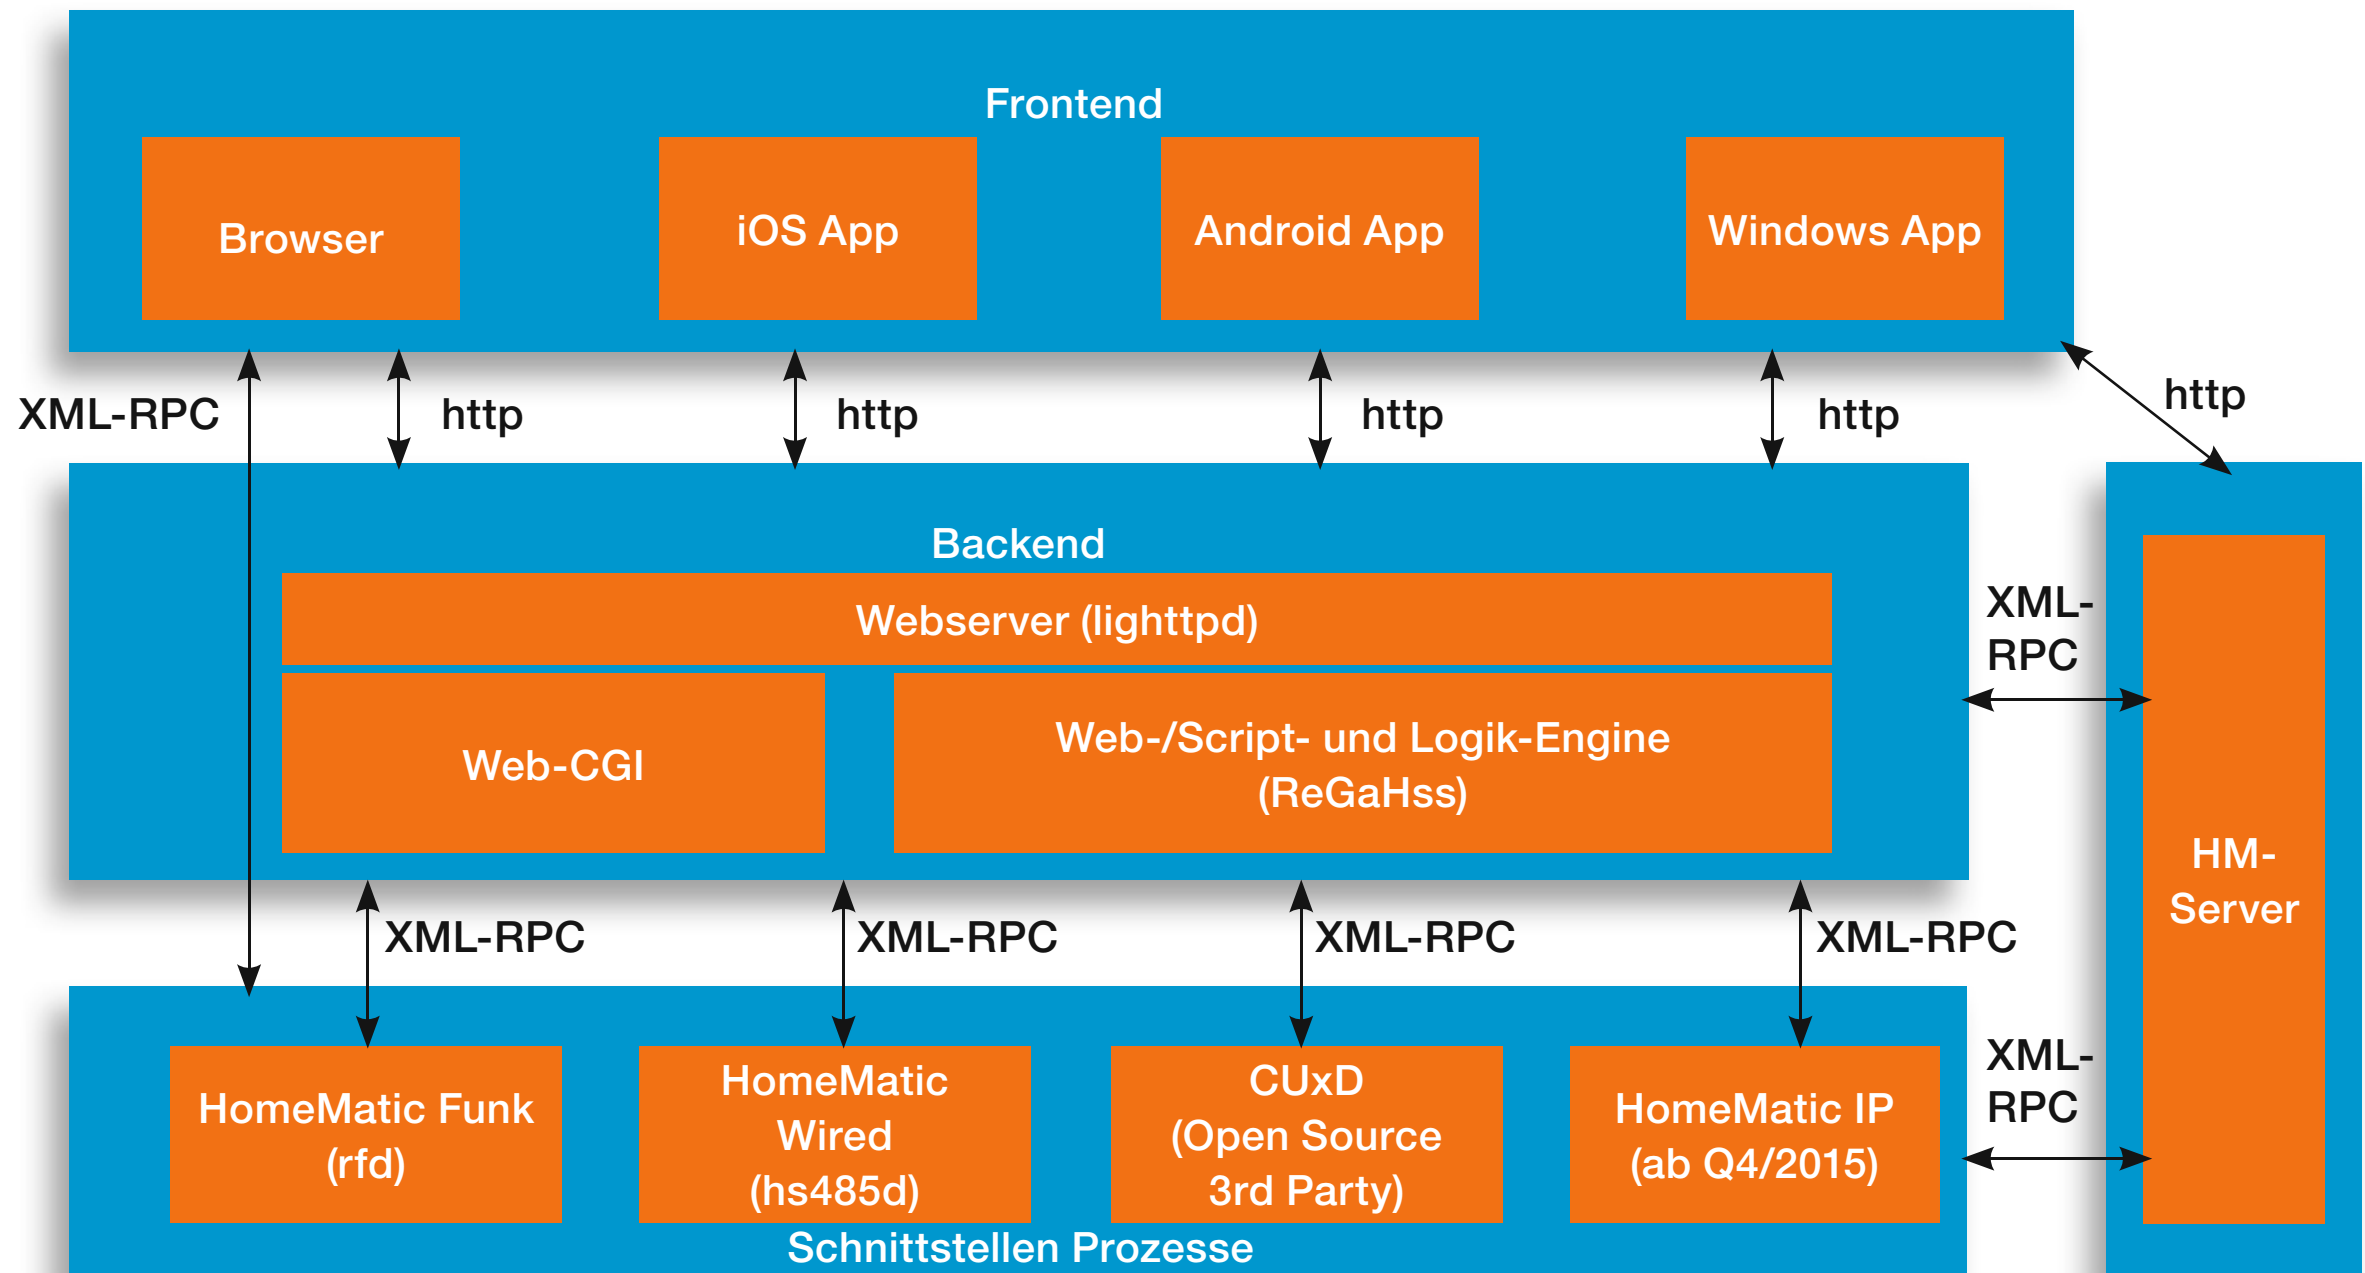 Frontend
Browser
iOS App
Android App
Windows App
XML-RPC
http
http
http
http
http
Backend
Webserver (lighttpd)
Web-CGI
Web-/Script- und Logik-Engine
(ReGaHss)
XML-
RPC
HM-
Server
XML-RPC
XML-RPC
XML-RPC
XML-RPC
HomeMatic Funk
(rfd)
HomeMatic
Wired
(hs485d)
CUxD
(Open Source
3rd Party)
HomeMatic IP
(ab Q4/2015)
XML-
RPC
Schnittstellen Prozesse